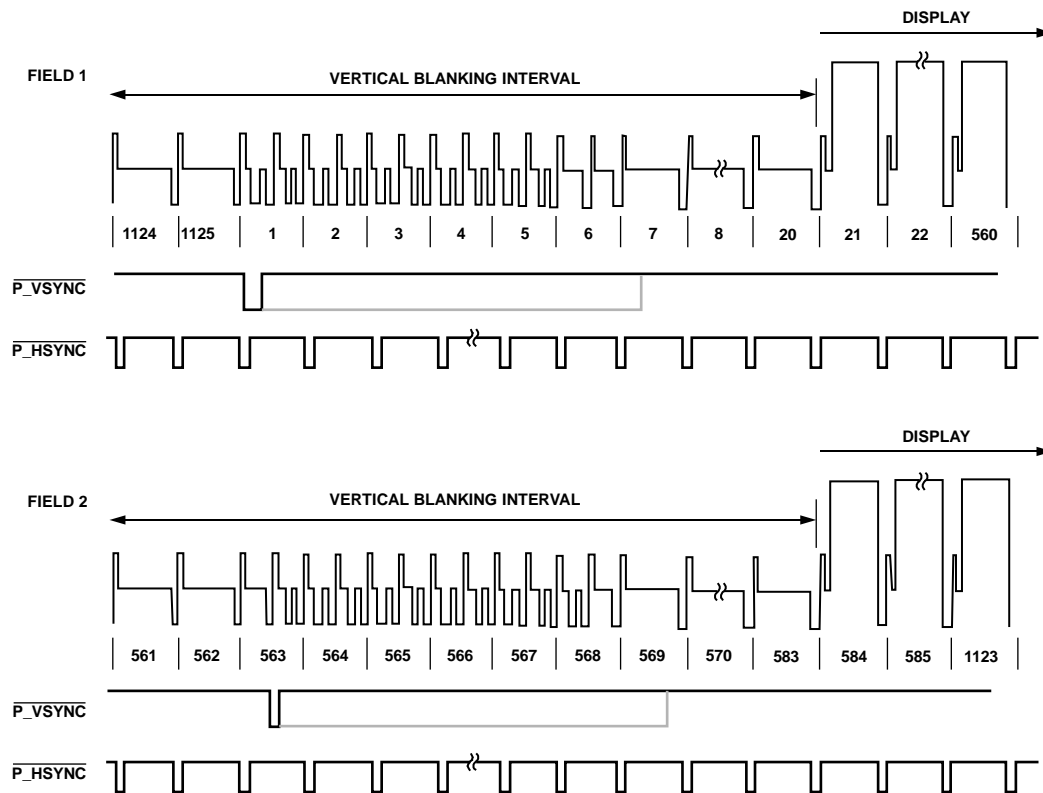 DISPLAY
FIELD 1
VERTICAL BLANKING INTERVAL
1124 1125 1 2 3 4 5 6 7 8 20 21 22 560
P_VSYNC
P_HSYNC
DISPLAY
FIELD 2
VERTICAL BLANKING INTERVAL
561 562 563 564 565 566 567 568 569 570 583 584 585 1123
P_VSYNC
P_HSYNC